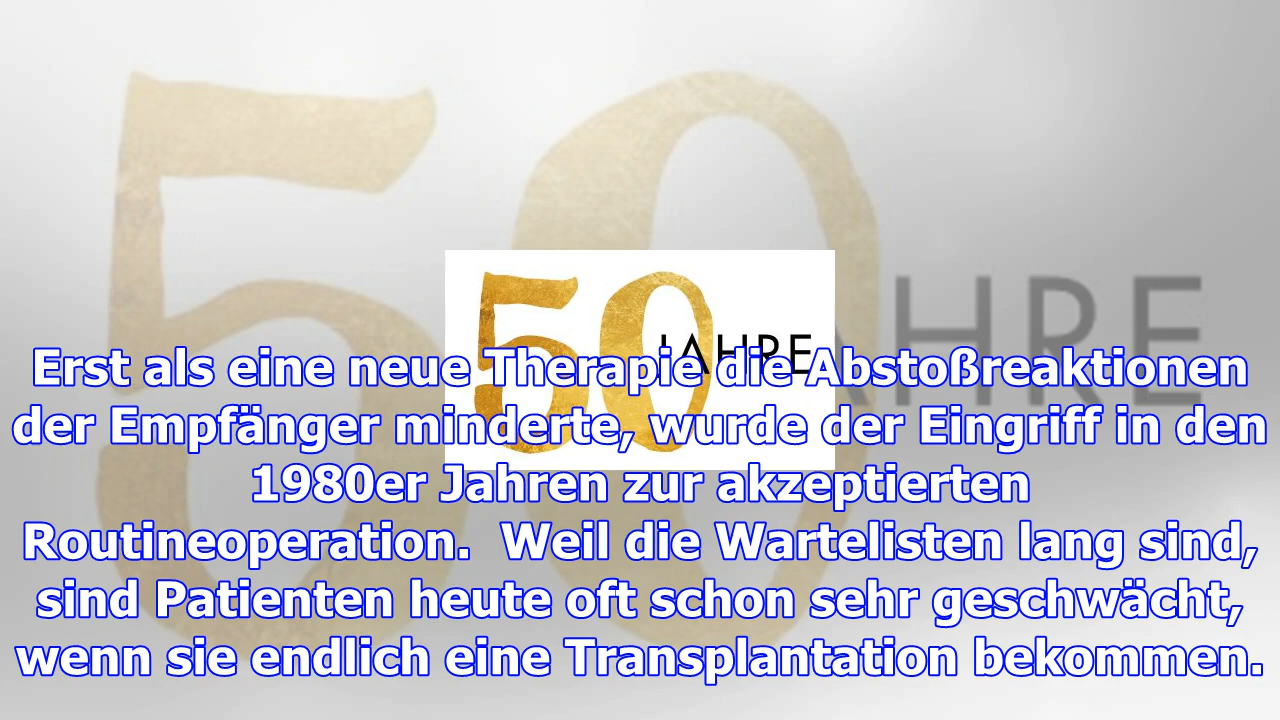 50
JAHRE
Erst als eine neue Therapie die Abstoßreaktionen
der Empfänger minderte, wurde der Eingriff in den
1980er Jahren zur akzeptierten
Routineoperation.  Weil die Wartelisten lang sind,
sind Patienten heute oft schon sehr geschwächt,
wenn sie endlich eine Transplantation bekommen.